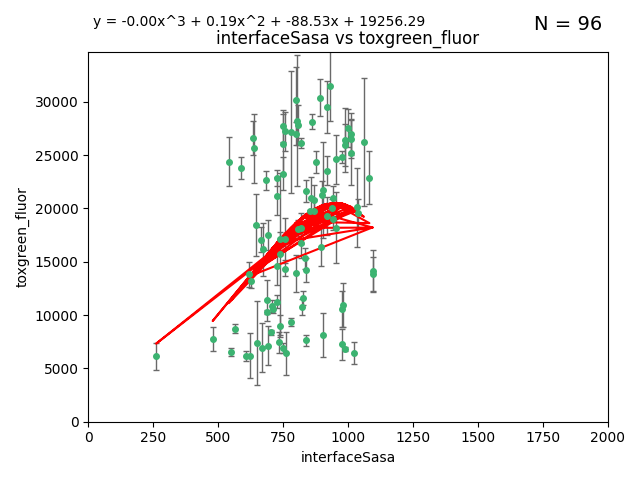 y = -0.00x^3 + 0.19x^2 + -88.53x + 19256.29
N = 96
interfaceSasa vs toxgreen_fluor
30000
25000
20000
15000
10000
5000
0
toxgreen_fluor
0 250 500 750 1000 1250 1500 1750 2000
interfaceSasa